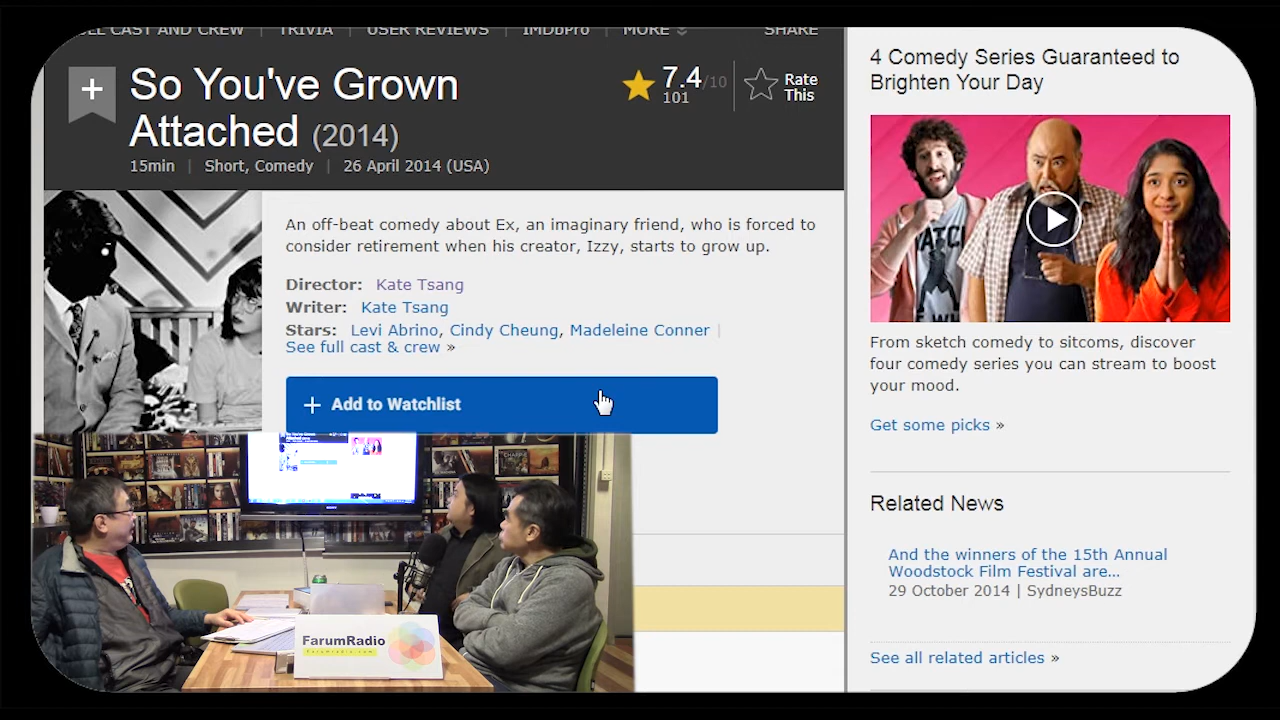 FULL CAST AND CREW | TRIVIA | USER REVIEWS | IMDbPro | MORE SHARE
+ So You've Grown
Attached (2014)
15min | Short, Comedy | 26 April 2014 (USA)
7.4/10
101
Rate
This
An off-beat comedy about Ex, an imaginary friend, who is forced to
consider retirement when his creator, Izzy, starts to grow up.
Director: Kate Tsang
Writer: Kate Tsang
Stars: Levi Abrino, Cindy Cheung, Madeleine Conner |
See full cast & crew »
+ Add to Watchlist
4 Comedy Series Guaranteed to
Brighten Your Day
From sketch comedy to sitcoms, discover
four comedy series you can stream to boost
your mood.
Get some picks »
Related News
And the winners of the 15th Annual
Woodstock Film Festival are...
29 October 2014 | SydneysBuzz
See all related articles »
SONY
FarumRadio
Farumradio.com